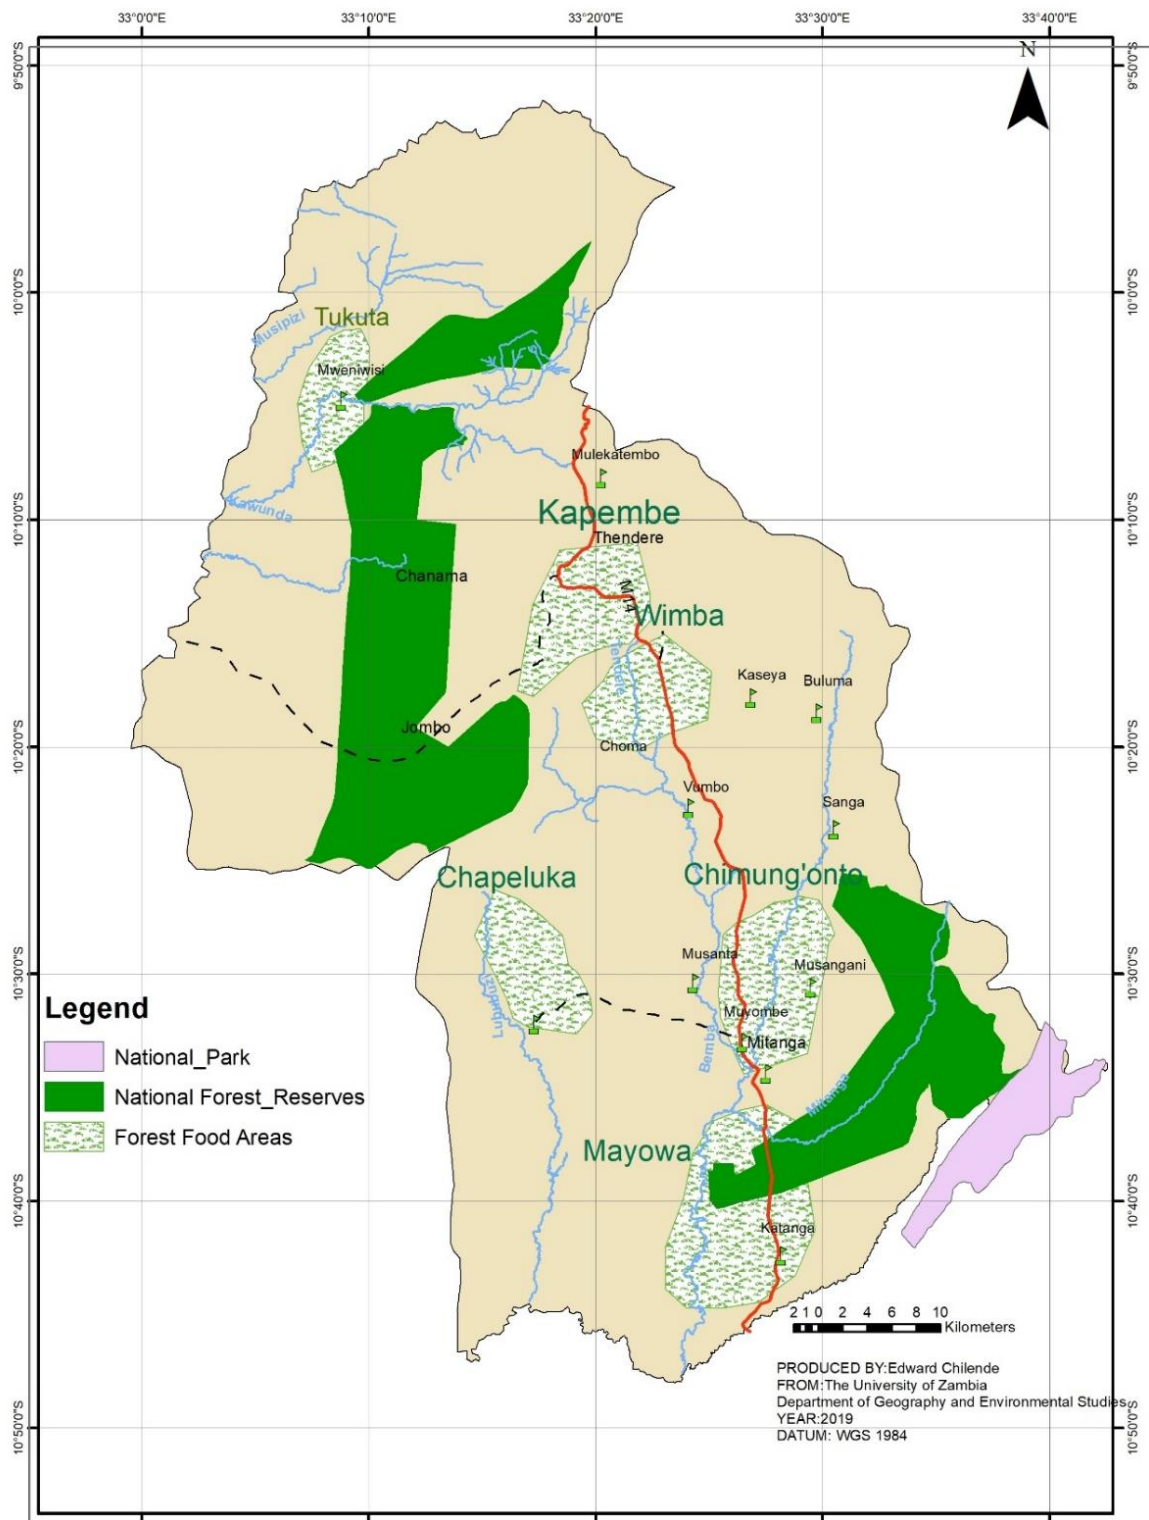 33°0'0"E
33°10'0"E
33°20'0"E
33°30'0"E
33°40'0"E
N
9°50'0"S
9°50'0"S
10°0'0"S
10°0'0"S
Musipizi
Tukuta
Mweniwisi
Mulekatembo
Kawunda
10°10'0"S
10°10'0"S
Kapembe
Thendere
Chanama
M14
Wimba
Kaseya
Buluma
Jombo
10°20'0"S
10°20'0"S
Choma
Vumbo
Sanga
Chapeluka
Chimung'onto
Musanta
Musangani
10°30'0"S
10°30'0"S
Muyombe
Mitanga
Bemba
Mitanga
Legend
National_Park
National Forest_Reserves
Forest Food Areas
Mayowa
10°40'0"S
10°40'0"S
Katanga
2 1 0 2 4 6 8 10
Kilometers
PRODUCED BY:Edward Chilende
FROM:The University of Zambia
Department of Geography and Environmental Studies
YEAR:2019
DATUM: WGS 1984
10°50'0"S
10°50'0"S